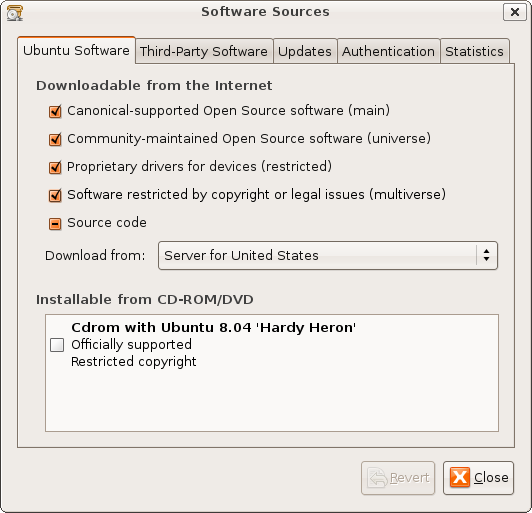 Software Sources
Ubuntu Software Third-Party Software Updates Authentication Statistics
Downloadable from the Internet
Canonical-supported Open Source software (main)
Community-maintained Open Source software (universe)
Proprietary drivers for devices (restricted)
Software restricted by copyright or legal issues (multiverse)
Source code
Download from: Server for United States
Installable from CD-ROM/DVD
Cdrom with Ubuntu 8.04 'Hardy Heron'
Officially supported
Restricted copyright
Revert Close